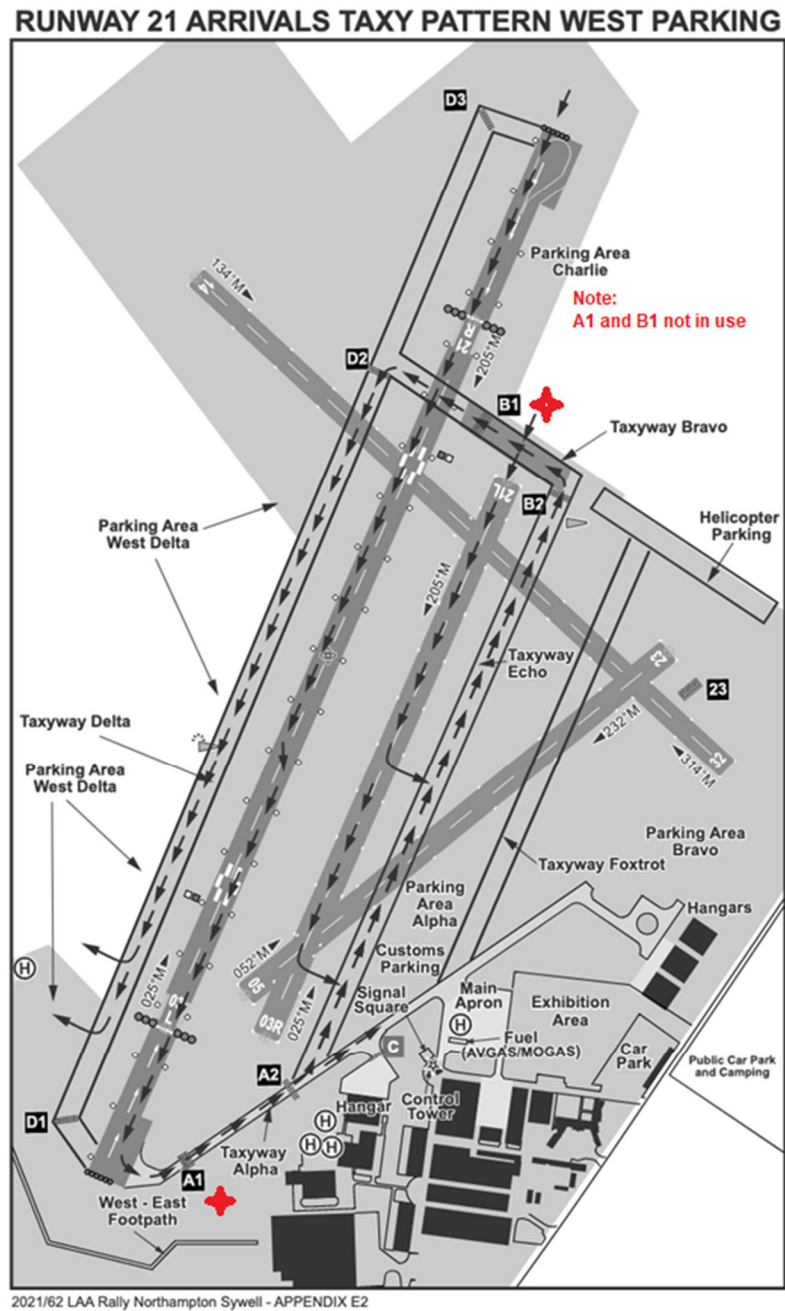 RUNWAY 21 ARRIVALS TAXY PATTERN WEST PARKING
D3
Parking Area
Charlie
134°M
14
Note:
A1 and B1 not in use
R 21
205°M
D2
B1
Taxyway Bravo
21L
B2
Helicopter
Parking
Parking Area
West Delta
205°M
Taxyway
Echo
23
23
Taxyway Delta
232°M
32
314°M
Parking Area
West Delta
Parking Area
Bravo
Taxyway Foxtrot
Parking
Area
Alpha
Hangars
H
052°M
05
Customs
Parking
025°M
03
L
03R
025°M
Signal
Square
Main
Apron
H
Exhibition
Area
Fuel
(AVGAS/MOGAS)
Car
Park
Public Car Park
and Camping
C
A2
D1
Hangar
Control
Tower
H
H
H
Taxyway
Alpha
A1
West - East
Footpath
2021/62 LAA Rally Northampton Sywell - APPENDIX E2